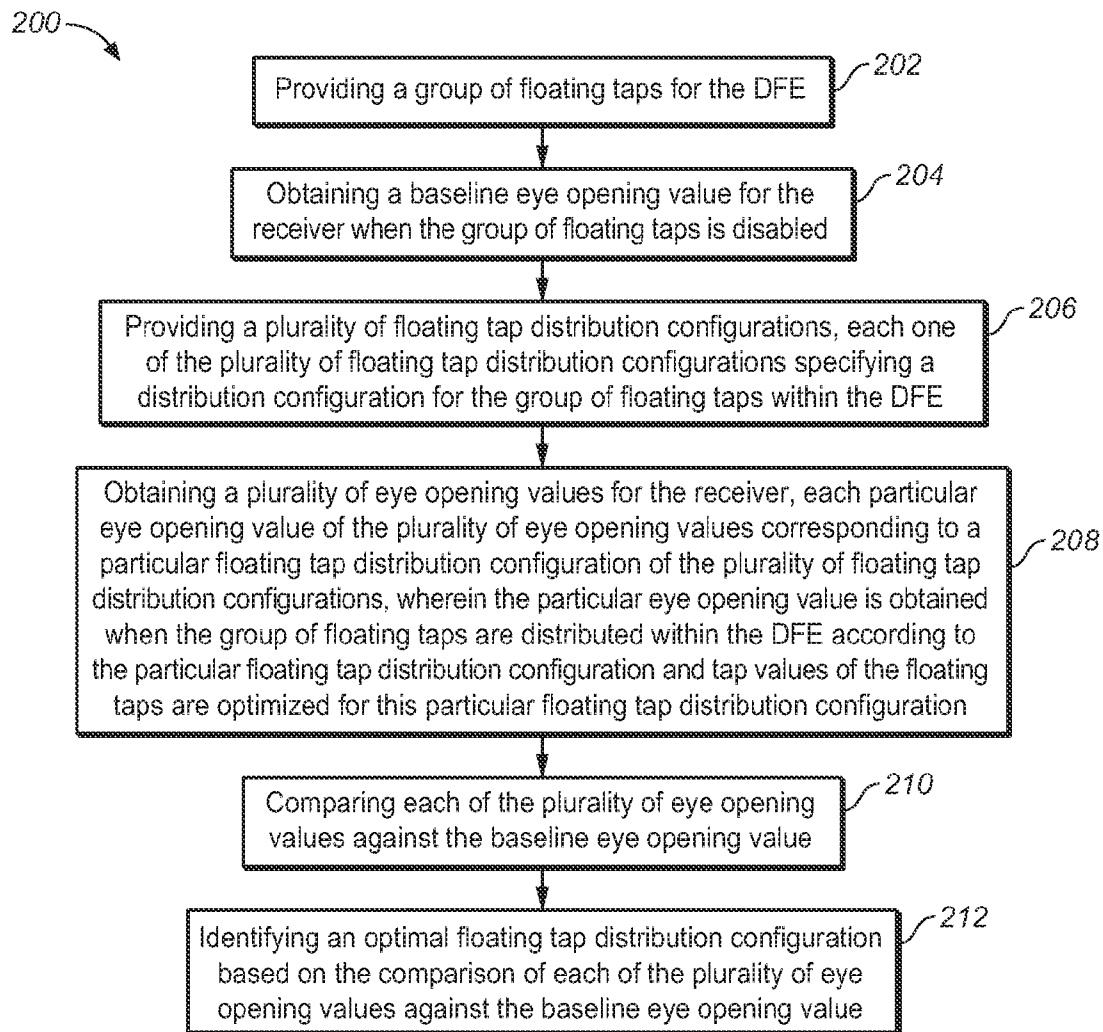 200
202
Providing a group of floating taps for the DFE
204
Obtaining a baseline eye opening value for the
receiver when the group of floating taps is disabled
206
Providing a plurality of floating tap distribution configurations, each one
of the plurality of floating tap distribution configurations specifying a
distribution configuration for the group of floating taps within the DFE
208
Obtaining a plurality of eye opening values for the receiver, each particular
eye opening value of the plurality of eye opening values corresponding to a
particular floating tap distribution configuration of the plurality of floating tap
distribution configurations, wherein the particular eye opening value is obtained
when the group of floating taps are distributed within the DFE according to
the particular floating tap distribution configuration and tap values of the floating
taps are optimized for this particular floating tap distribution configuration
210
Comparing each of the plurality of eye opening
values against the baseline eye opening value
212
Identifying an optimal floating tap distribution configuration
based on the comparison of each of the plurality of eye
opening values against the baseline eye opening value